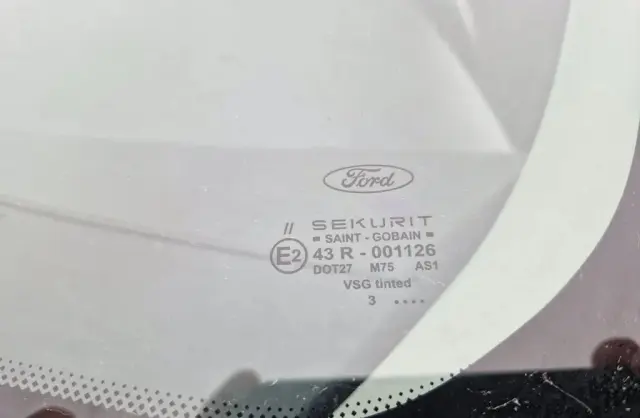 Ford
// SEKURIT
SAINT - GOBAIN
E2 43 R - 001126
DOT27 M75 AS1
VSG tinted
3 ....